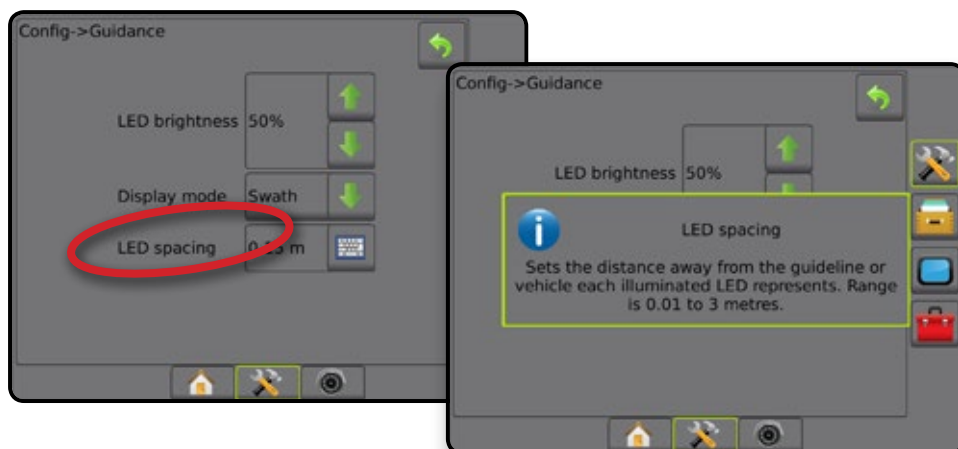 Config->Guidance
LED brightness 50%
Display mode Swath
LED spacing m
Config->Guidance
LED brightness 50%
LED spacing
Sets the distance away from the guideline or
vehicle each illuminated LED represents. Range
is 0.01 to 3 metres.